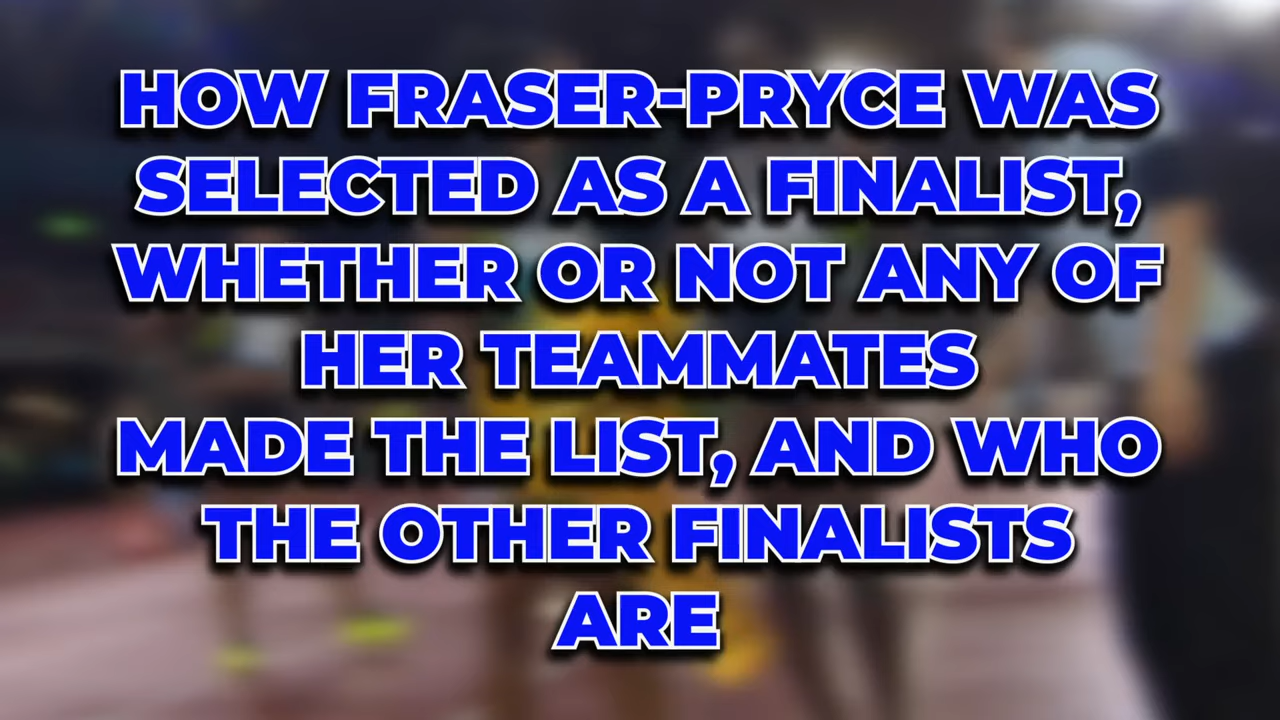 HOW FRASER-PRYCE WAS
SELECTED AS A FINALIST,
WHETHER OR NOT ANY OF
HER TEAMMATES
MADE THE LIST, AND WHO
THE OTHER FINALISTS
ARE